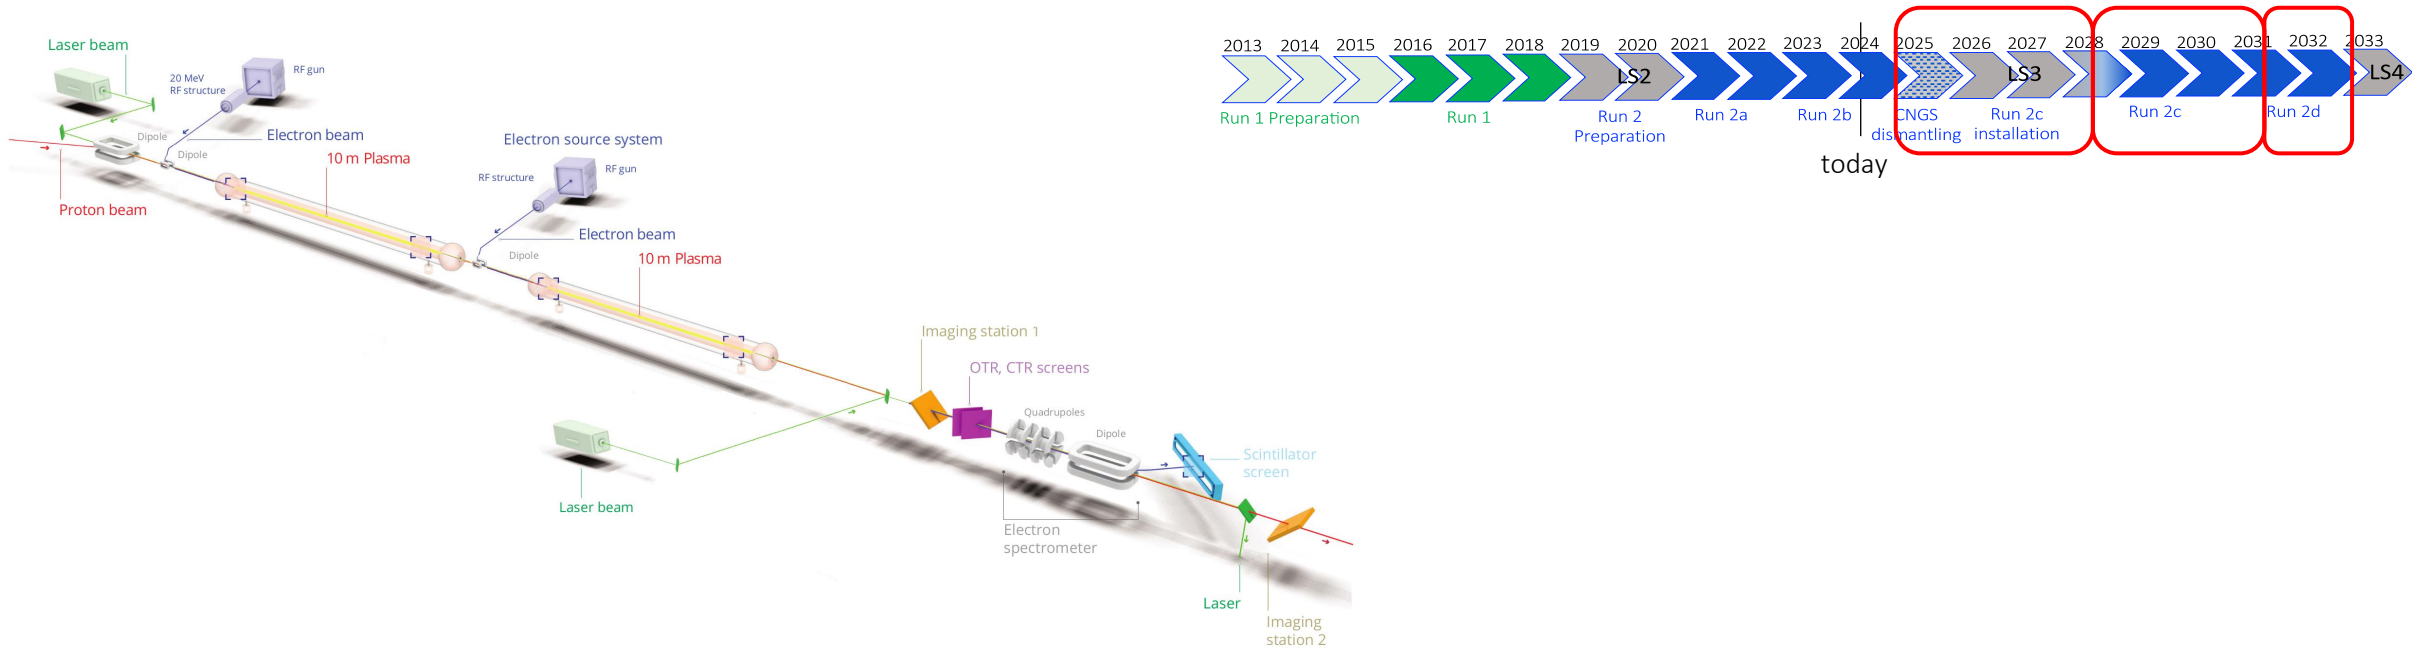 Laser beam
20 MeV
RF structure
RF gun
Dipole
Electron beam
Dipole
10 m Plasma
Proton beam
Electron source system
RF structure
RF gun
Electron beam
Dipole
10 m Plasma
Imaging station 1
OTR, CTR screens
Quadrupoles
Dipole
Scintillator
screen
Laser beam
Electron
spectrometer
Laser
Imaging
station 2
2013 2014 2015 2016 2017 2018 2019 2020 2021 2022 2023 2024 2025 2026 2027 2028 2029 2030 2031 2032 2033
LS2 LS3 LS4
Run 1 Preparation
Run 1
Run 2
Preparation
Run 2a
Run 2b
CNGS
dismantling
Run 2c
installation
Run 2c
Run 2d
today